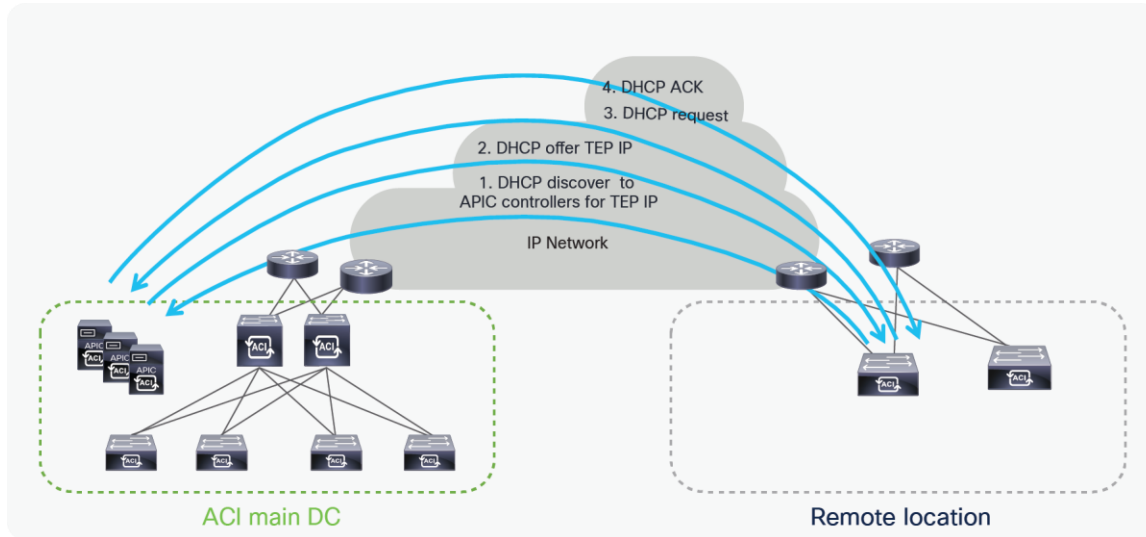 4. DHCP ACK
3. DHCP request
2. DHCP offer TEP IP
1. DHCP discover to
APIC controllers for TEP IP
IP Network
APIC
ACI
APIC
ACI
APIC
ACI
ACI
ACI
ACI
ACI
ACI
ACI
ACI
ACI
ACI main DC
Remote location